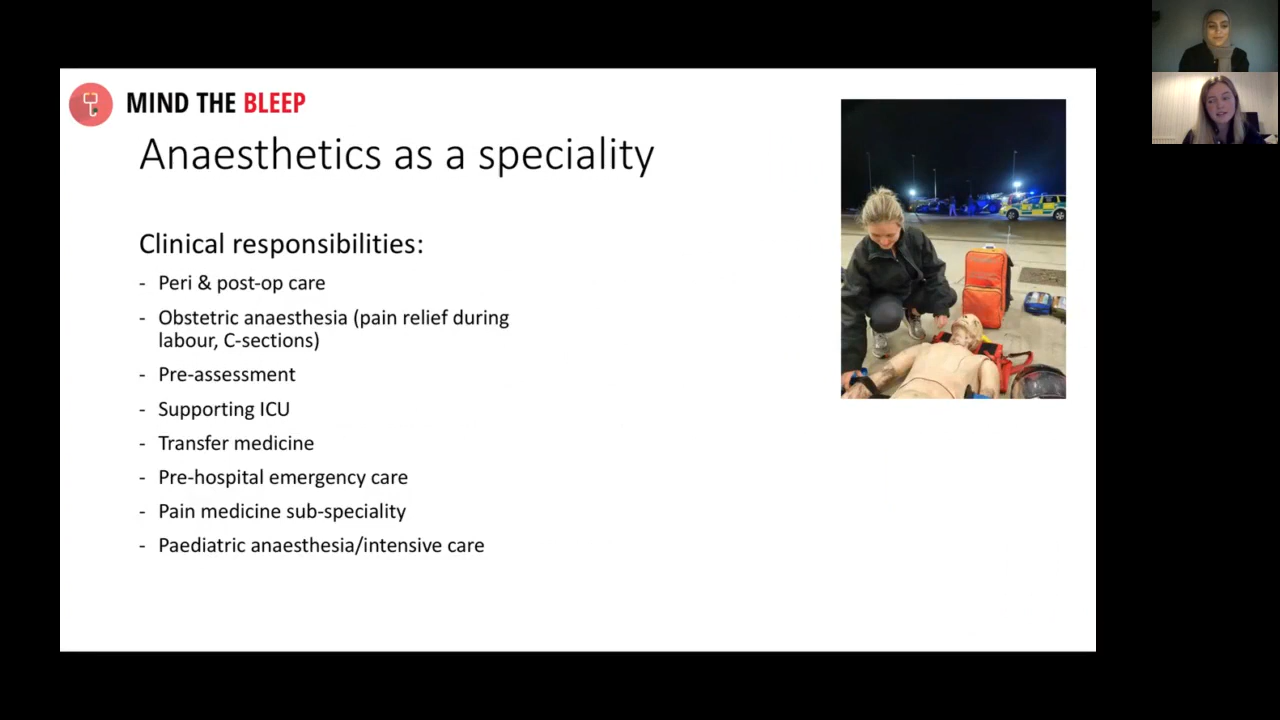 MIND THE BLEEP
Anaesthetics as a speciality
Clinical responsibilities:
- Peri & post-op care
- Obstetric anaesthesia (pain relief during
labour, C-sections)
- Pre-assessment
- Supporting ICU
- Transfer medicine
- Pre-hospital emergency care
- Pain medicine sub-speciality
- Paediatric anaesthesia/intensive care